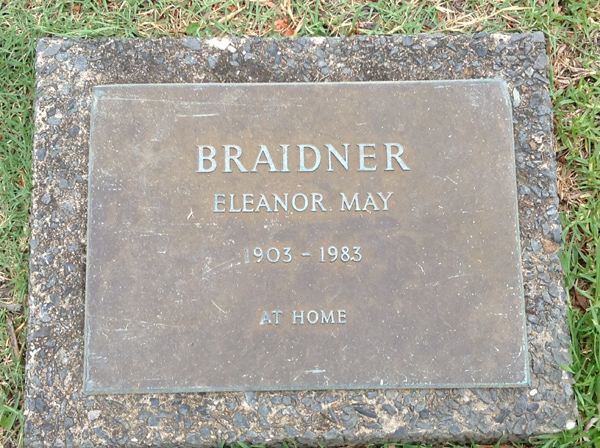 BRAIDNER
ELEANOR MAY
1903 - 1983
AT HOME